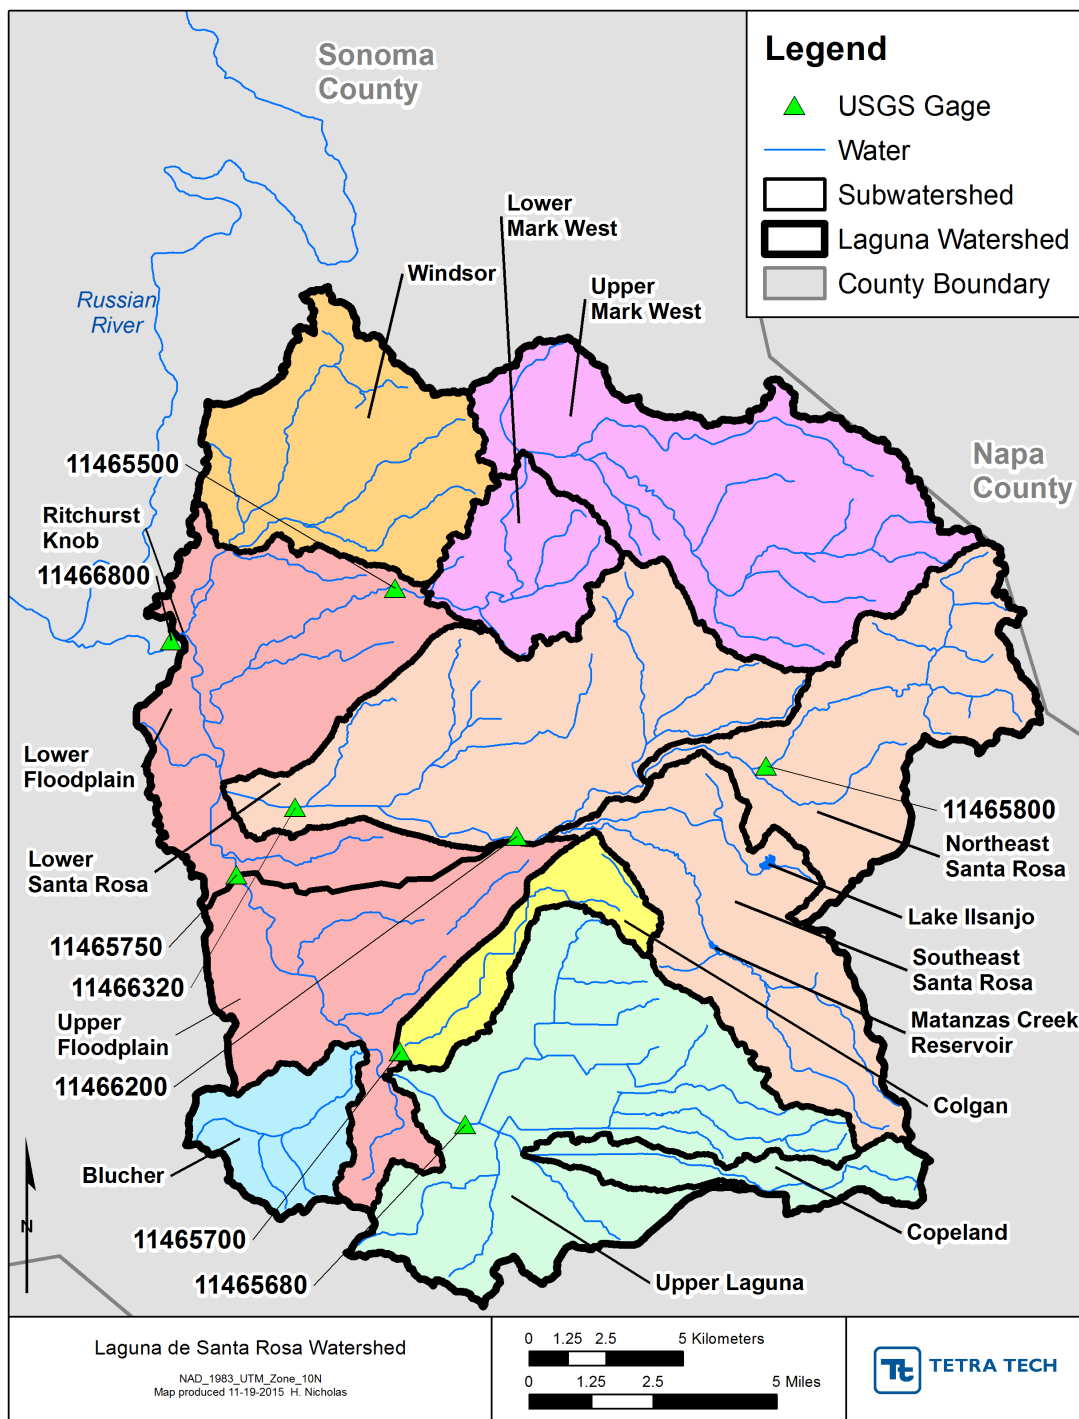 Sonoma
County
Legend
USGS Gage
Water
Subwatershed
Laguna Watershed
County Boundary
Lower
Mark West
Windsor
Upper
Mark West
Russian
River
Napa
County
11465500
Ritchurst
Knob
11466800
Lower
Floodplain
11465800
Northeast
Santa Rosa
Lower
Santa Rosa
Lake Ilsanjo
11465750
Southeast
Santa Rosa
11466320
Upper
Floodplain
Matanzas Creek
Reservoir
11466200
Colgan
Blucher
N
11465700
Copeland
11465680
Upper Laguna
Laguna de Santa Rosa Watershed
NAD_1983_UTM_Zone_10N
Map produced 11-19-2015 H. Nicholas
0 1.25 2.5 5 Kilometers
0 1.25 2.5 5 Miles
Tt TETRA TECH